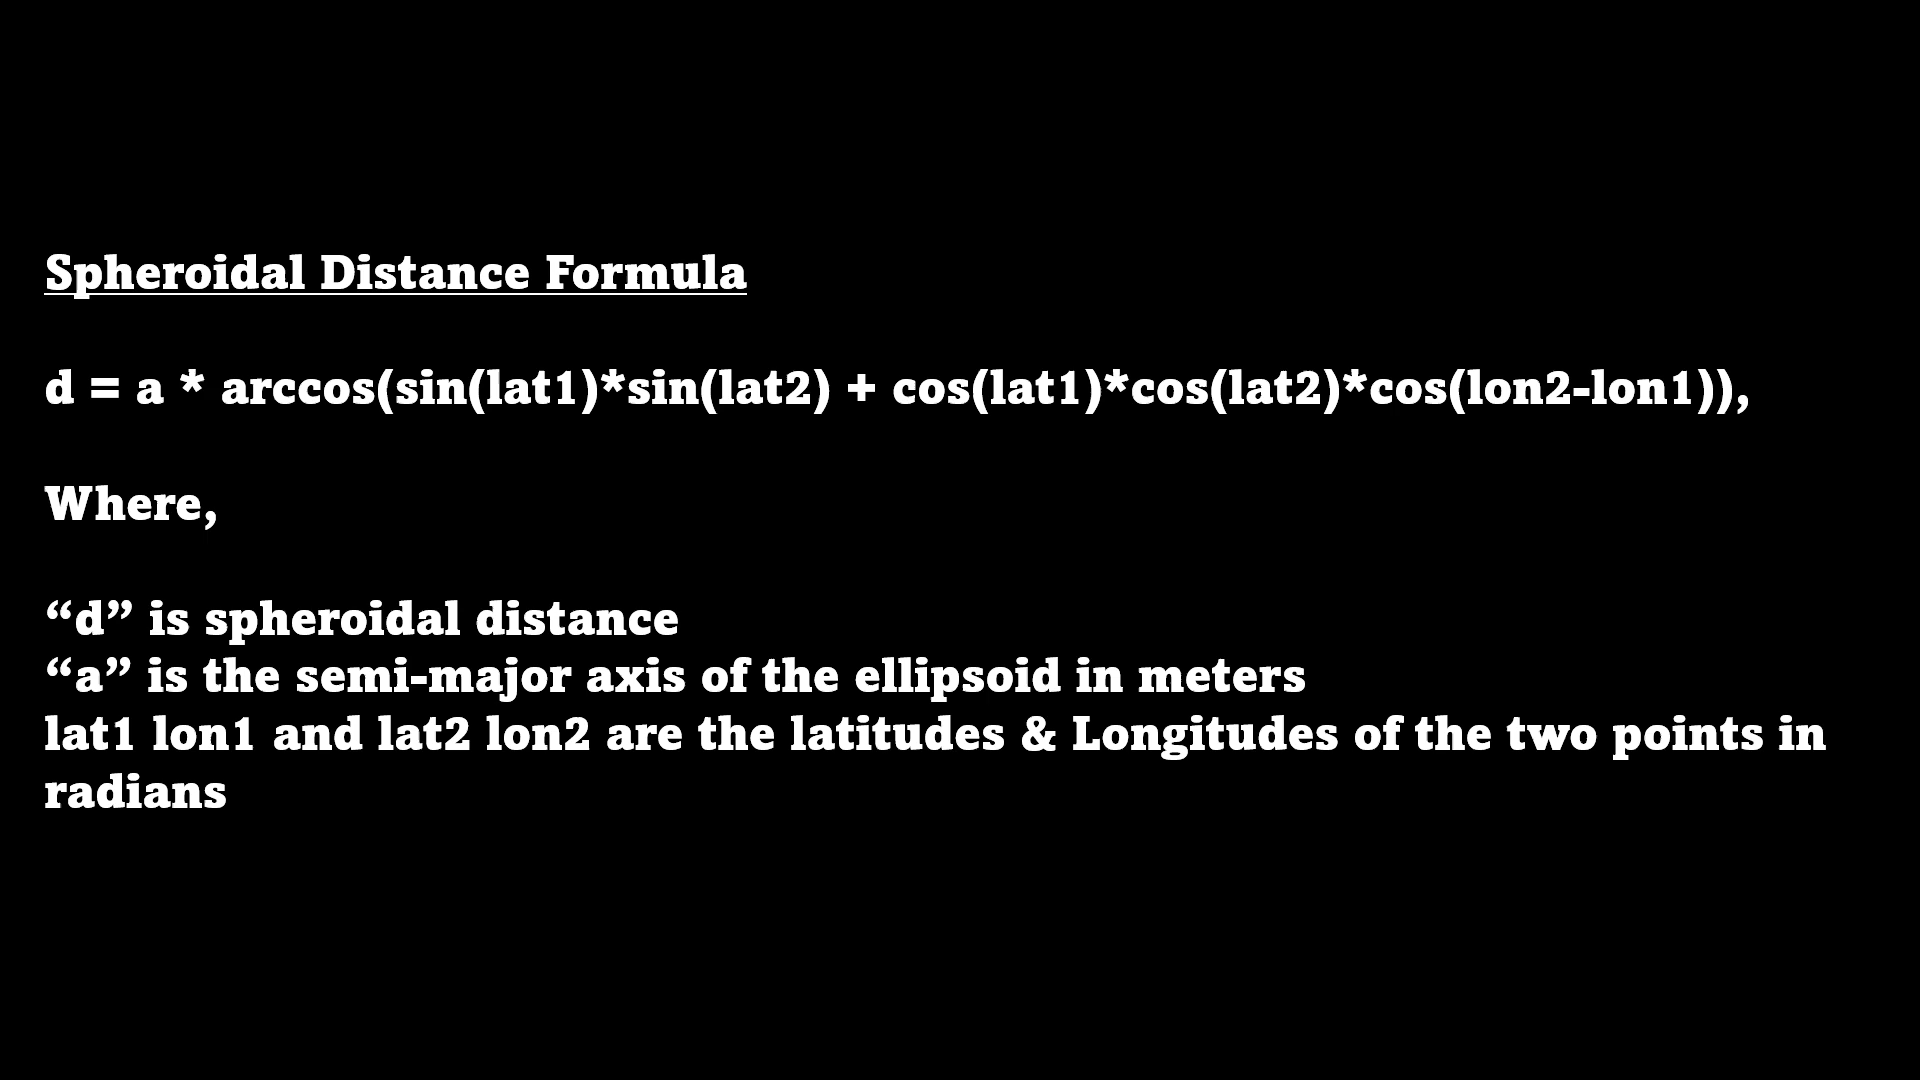 Spheroidal Distance Formula
d = a * arccos(sin(lat1)*sin(lat2) + cos(lat1)*cos(lat2)*cos(lon2-lon1)),
Where,
“d” is spheroidal distance
“a” is the semi-major axis of the ellipsoid in meters
lat1 lon1 and lat2 lon2 are the latitudes & Longitudes of the two points in
radians